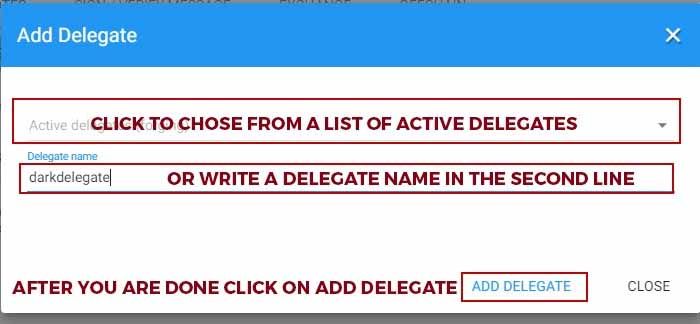 Add Delegate
CLICK TO CHOSE FROM A LIST OF ACTIVE DELEGATES
Delegate name
darkdelegate
OR WRITE A DELEGATE NAME IN THE SECOND LINE
AFTER YOU ARE DONE CLICK ON ADD DELEGATE
ADD DELEGATE
CLOSE